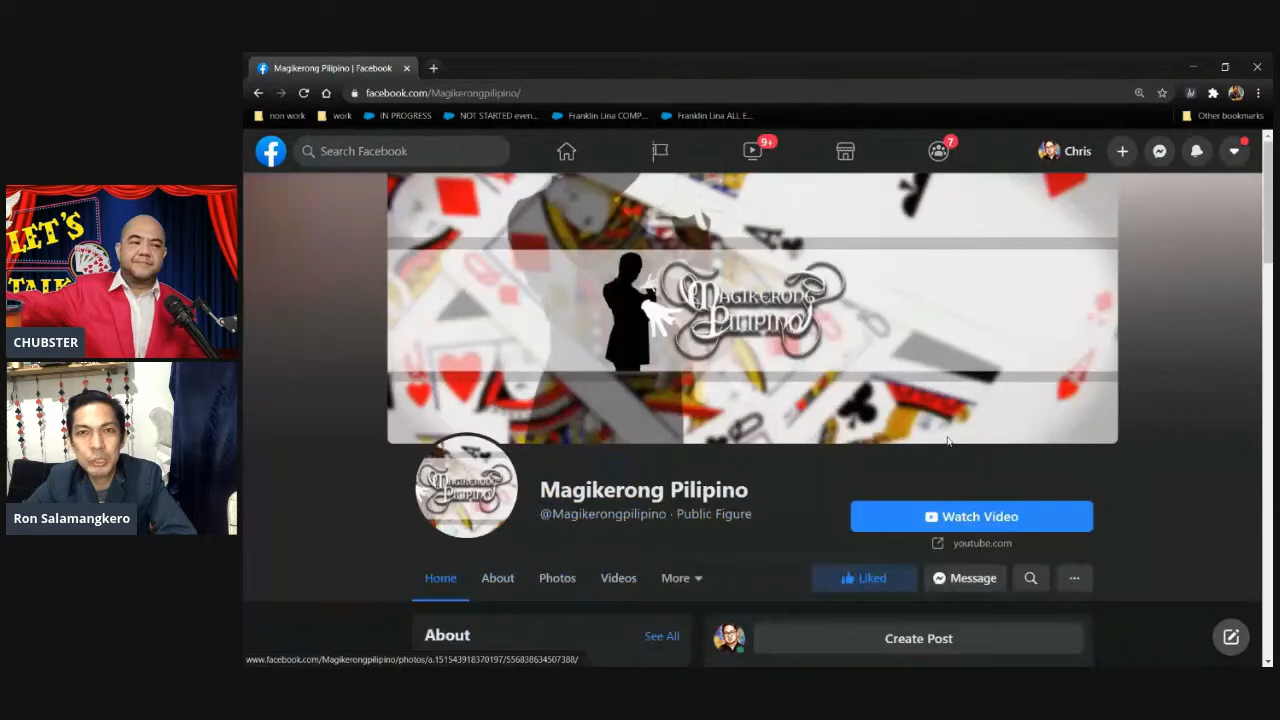 Magikerong Pilipino | Facebook
facebook.com/Magikerongpilipino/
non work
work
IN PROGRESS
NOT STARTED even...
Franklin Lina COMP...
Franklin Lina ALL E...
Other bookmarks
Search Facebook
9+
7
Chris
MAGIKERONG
PILIPINO
LET'S
TALK
CHUBSTER
Ron Salamangkero
MAGIKERONG
PILIPINO
Magikerong Pilipino
@Magikerongpilipino · Public Figure
Watch Video
youtube.com
Home
About
Photos
Videos
More
Liked
Message
About
See All
Create Post
www.facebook.com/Magikerongpilipino/photos/a.151543918370197/556838634507388/